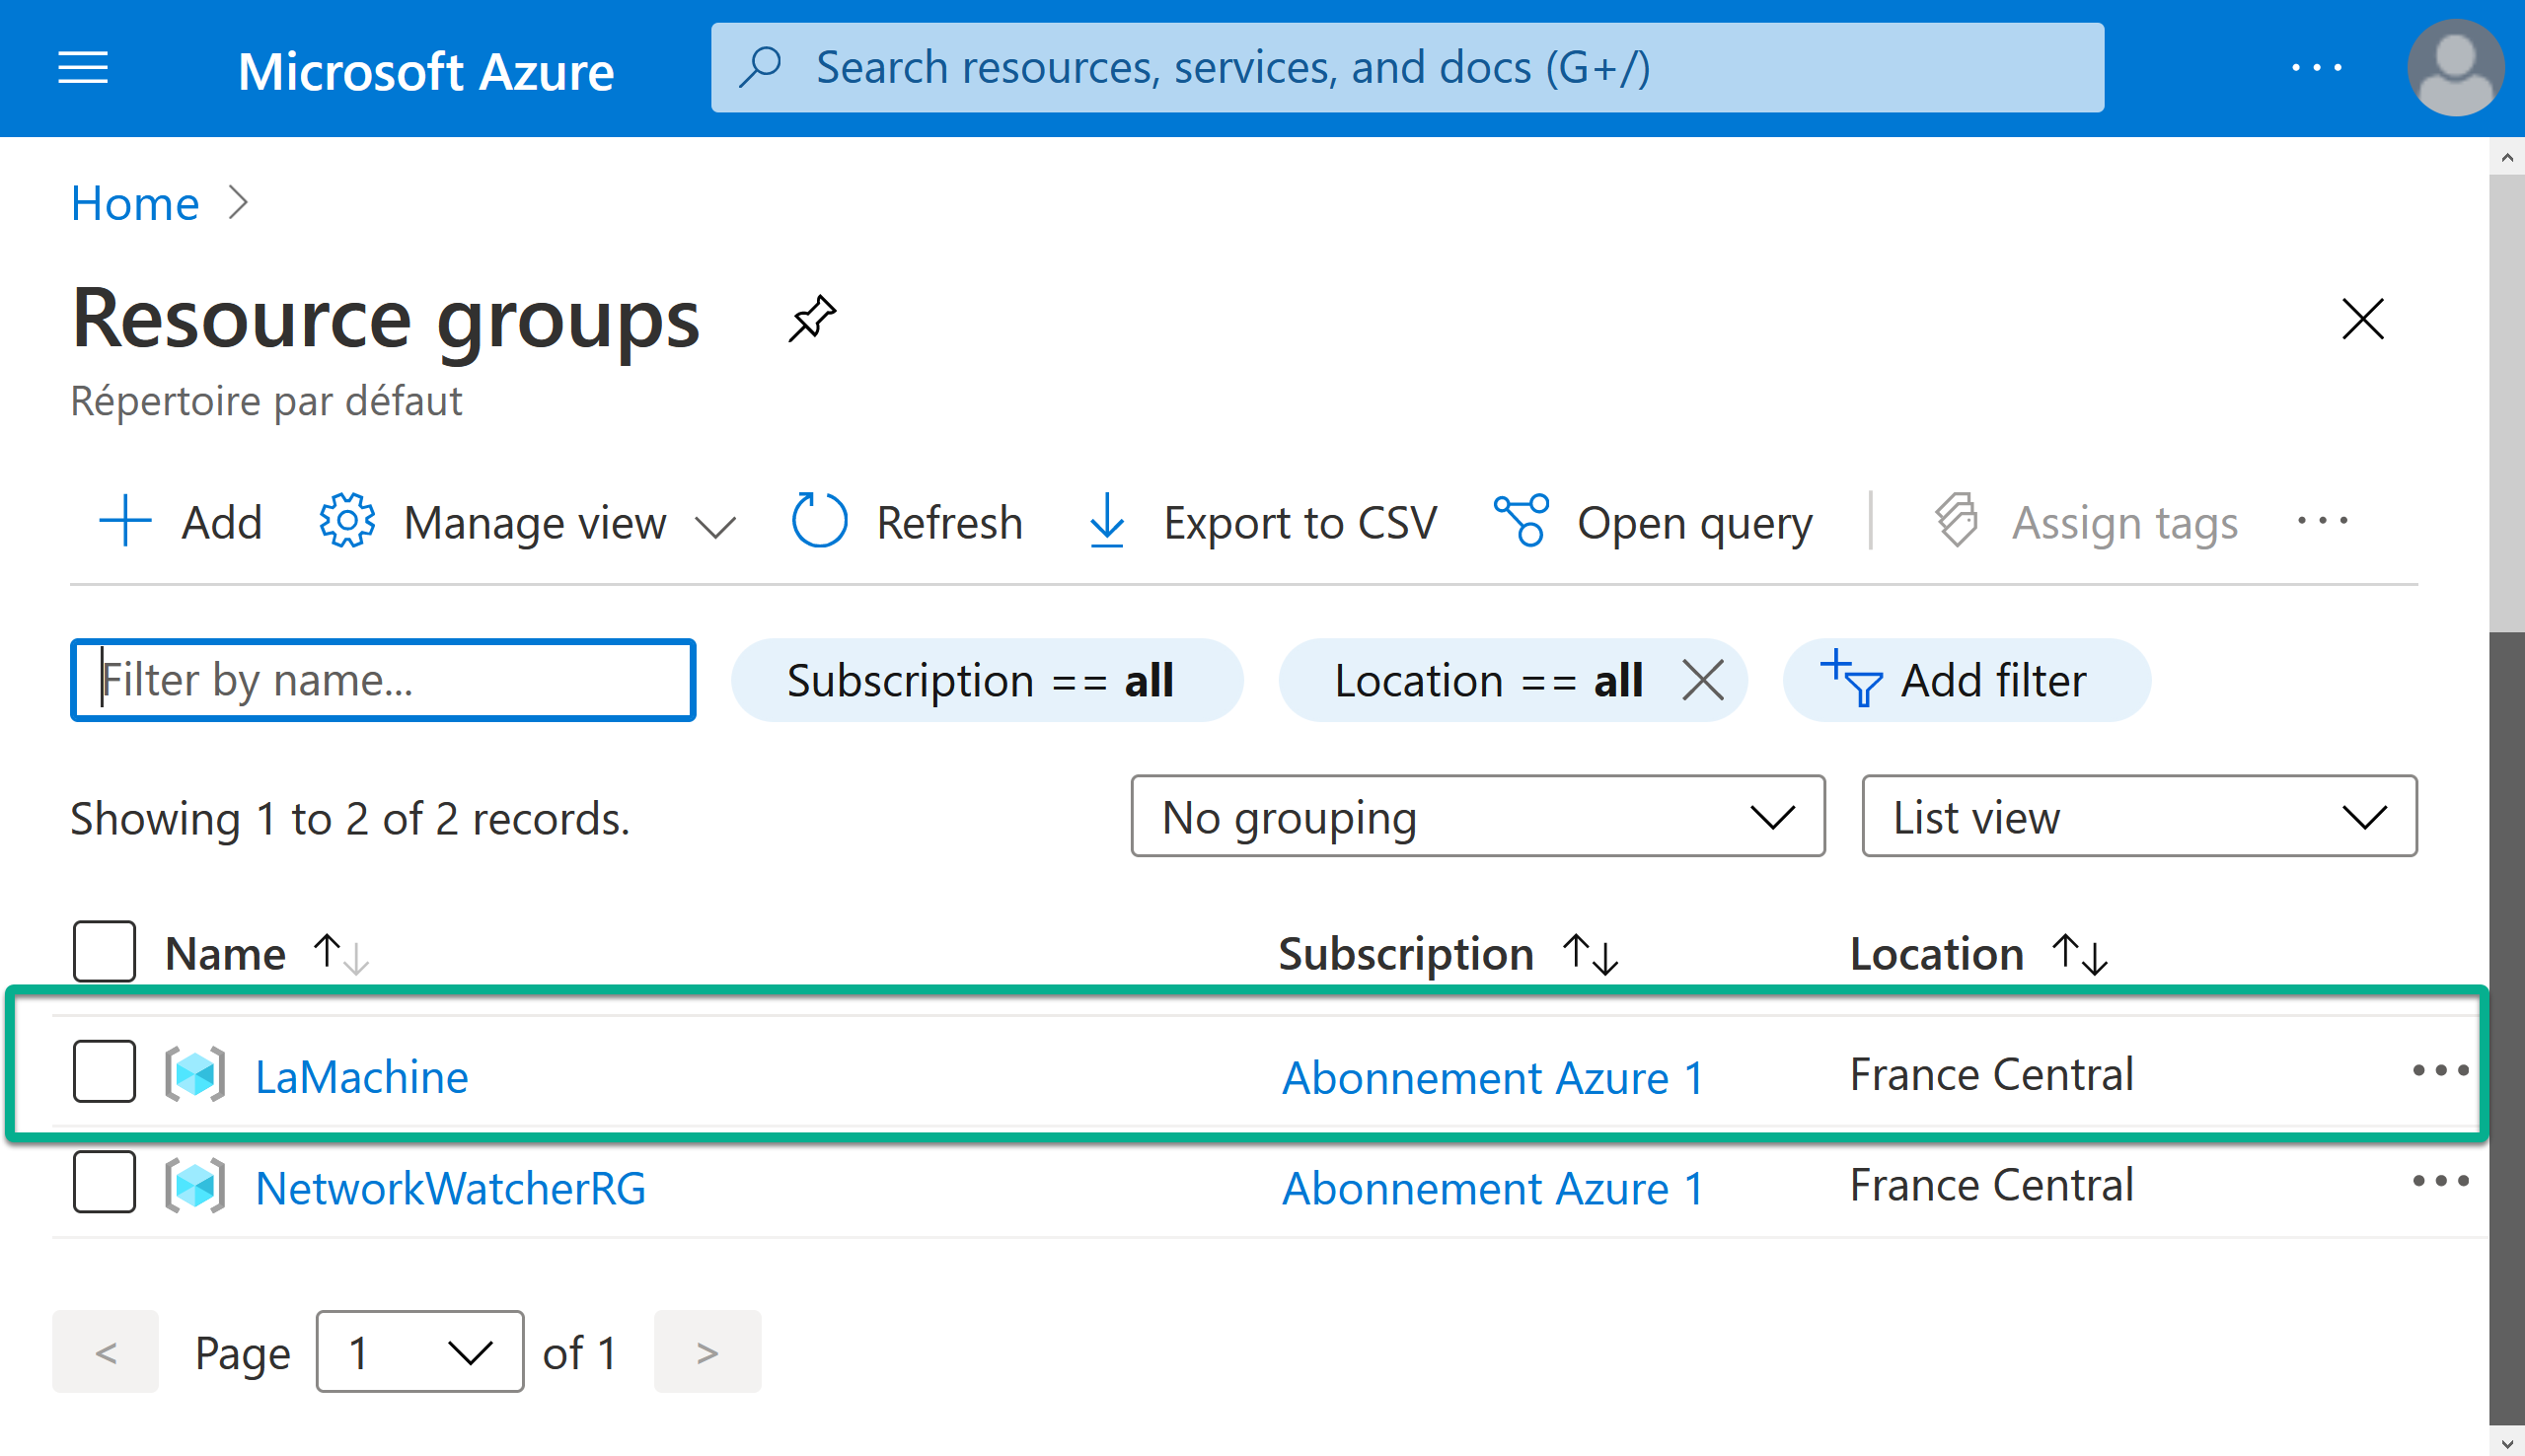 Microsoft Azure
Search resources, services, and docs (G+/)
Home >
Resource groups
Répertoire par défaut
Add Manage view Refresh Export to CSV Open query Assign tags
Filter by name... Subscription == all Location == all Add filter
Showing 1 to 2 of 2 records. No grouping List view
Name Subscription Location
LaMachine Abonnement Azure 1 France Central
NetworkWatcherRG Abonnement Azure 1 France Central
< Page 1 of 1 >